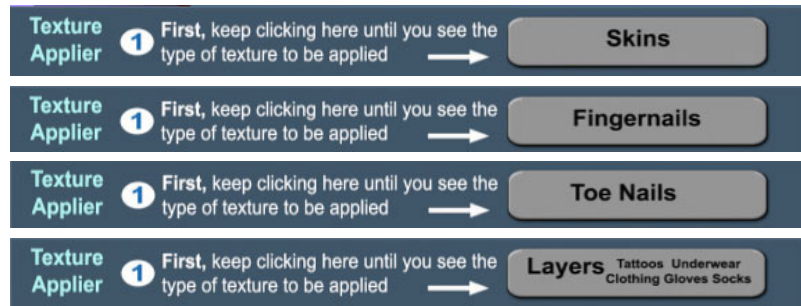 Texture Applier 1 First, keep clicking here until you see the type of texture to be applied Skins
Texture Applier 1 First, keep clicking here until you see the type of texture to be applied Fingernails
Texture Applier 1 First, keep clicking here until you see the type of texture to be applied Toe Nails
Texture Applier 1 First, keep clicking here until you see the type of texture to be applied Layers Tattoos Underwear Clothing Gloves Socks